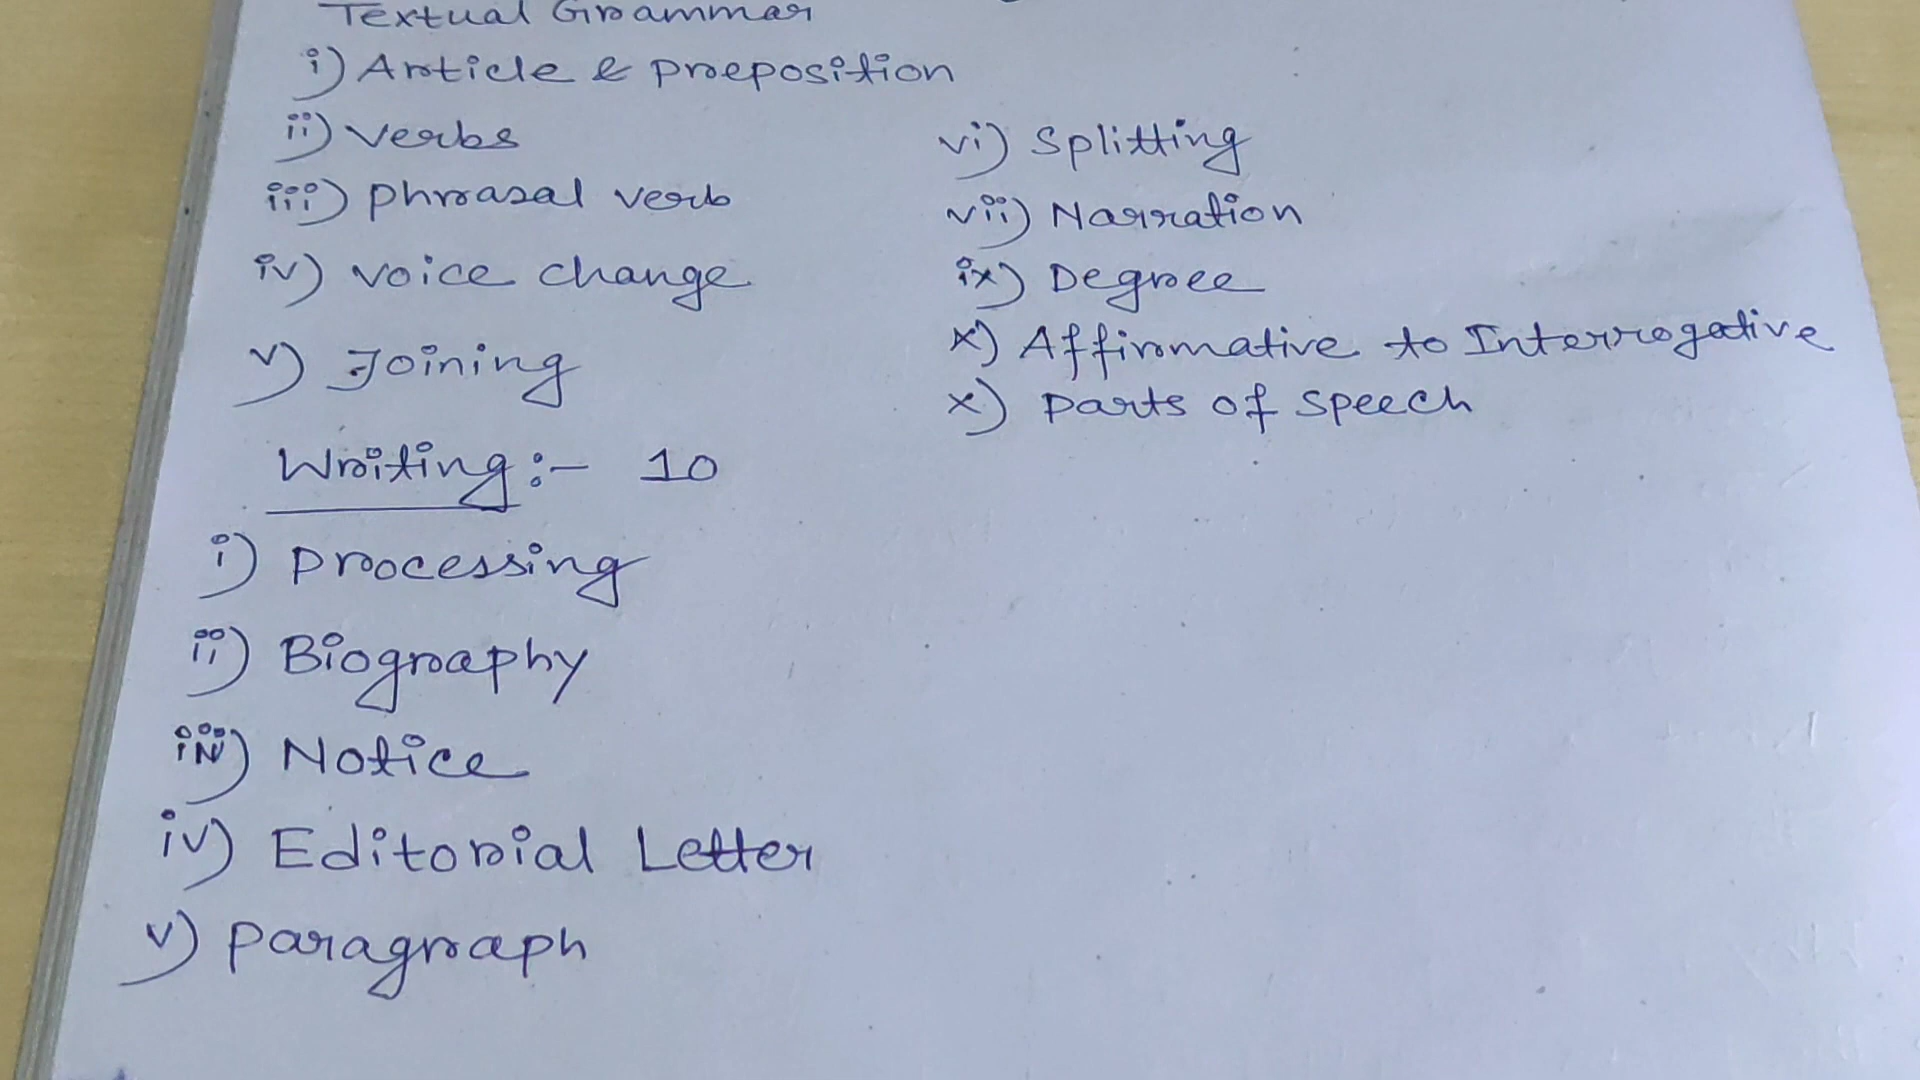 Textual Grammar
i) Article & preposition
ii) verbs
iii) phrasal verb
iv) voice change
v) Joining
vi) Splitting
vii) Narration
ix) Degree
x) Affirmative to Interrogative
x) parts of speech
Writing :- 10
i) processing
ii) Biography
iii) Notice
iv) Editorial Letter
v) paragraph